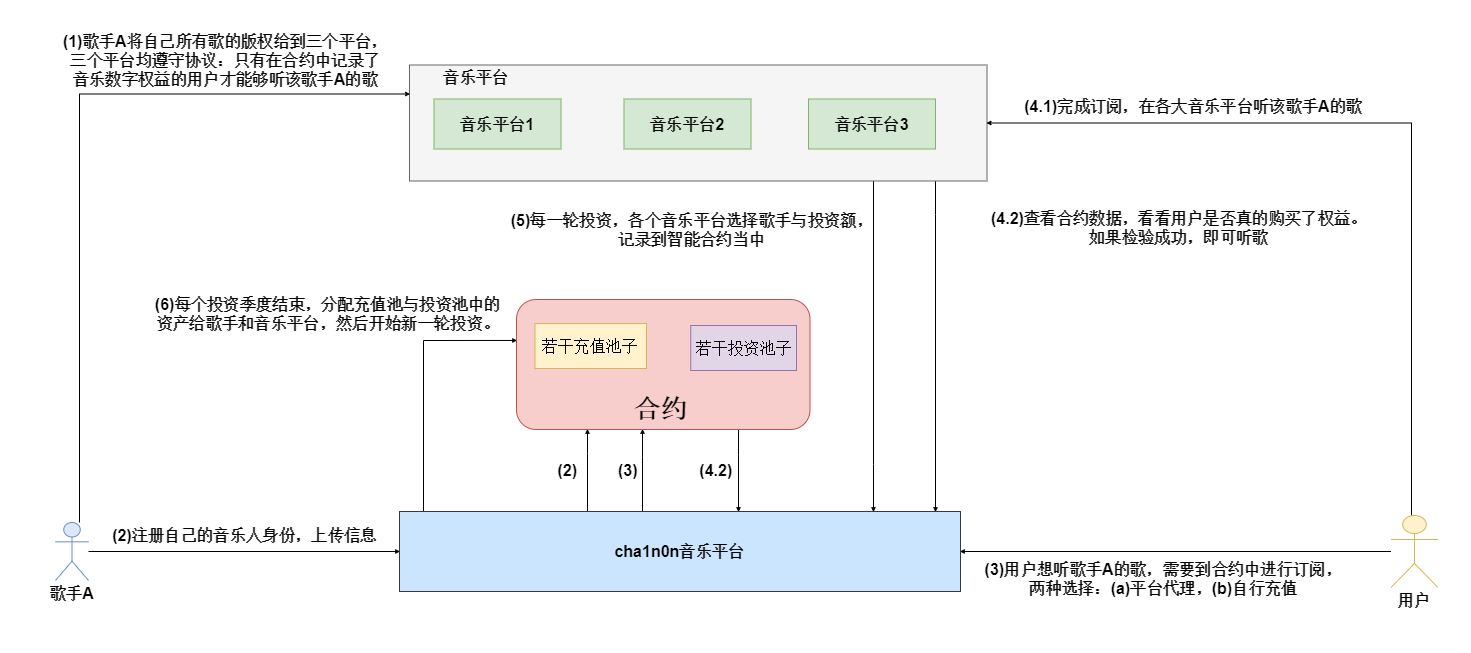 (1)歌手A将自己所有歌的版权给到三个平台，
三个平台均遵守协议：只有在合约中记录了
音乐数字权益的用户才能够听该歌手A的歌
音乐平台
音乐平台1
音乐平台2
音乐平台3
(4.1)完成订阅，在各大音乐平台听该歌手A的歌
(5)每一轮投资，各个音乐平台选择歌手与投资额，
记录到智能合约当中
(4.2)查看合约数据，看看用户是否真的购买了权益。
如果检验成功，即可听歌
(6)每个投资季度结束，分配充值池与投资池中的
资产给歌手和音乐平台，然后开始新一轮投资。
若干充值池子
若干投资池子
合约
(2)
(3)
(4.2)
(2)注册自己的音乐人身份，上传信息
cha1n0n音乐平台
(3)用户想听歌手A的歌，需要到合约中进行订阅，
两种选择：(a)平台代理，(b)自行充值
歌手A
用户